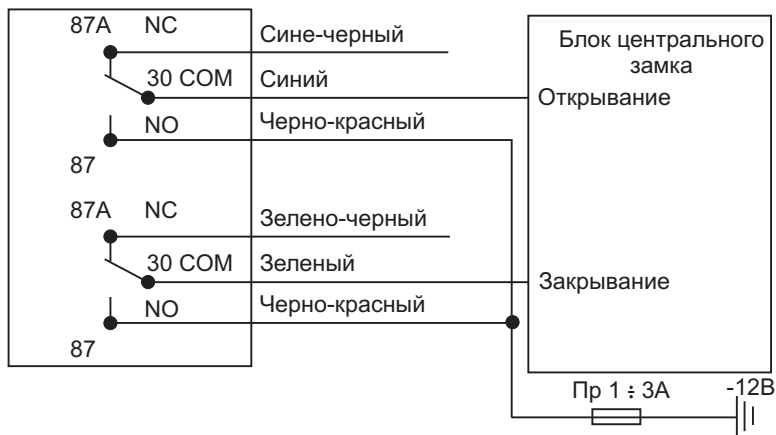 87A NC
Сине-черный
30 COM
Синий
NO
Черно-красный
87
87A NC
Зелено-черный
30 COM
Зеленый
NO
Черно-красный
87
Блок центрального
замка
Открывание
Закрывание
Пр 1 ÷ 3А
-12В